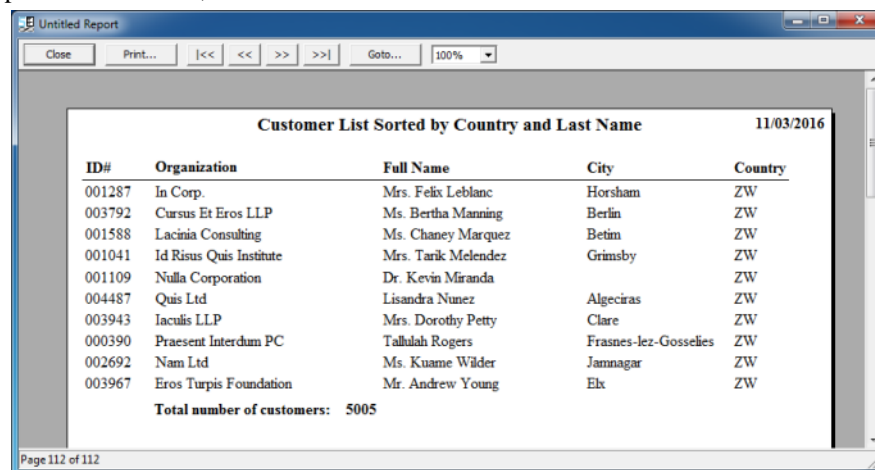 Untitled Report
Close Print... |<< << >> >>| Goto... 100%
Customer List Sorted by Country and Last Name 11/03/2016
ID# Organization Full Name City Country
001287 In Corp. Mrs. Felix Leblanc Horsham ZW
003792 Cursus Et Eros LLP Ms. Bertha Manning Berlin ZW
001588 Lacinia Consulting Ms. Chaney Marquez Betim ZW
001041 Id Risus Quis Institute Mrs. Tarik Melendez Grimsby ZW
001109 Nulla Corporation Dr. Kevin Miranda ZW
004487 Quis Ltd Lisandra Nunez Algeciras ZW
003943 Iaculis LLP Mrs. Dorothy Petty Clare ZW
000390 Praesent Interdum PC Tallulah Rogers Frasnes-lez-Gosselies ZW
002692 Nam Ltd Ms. Kuame Wilder Jamnagar ZW
003967 Eros Turpis Foundation Mr. Andrew Young Elx ZW
Total number of customers: 5005
Page 112 of 112